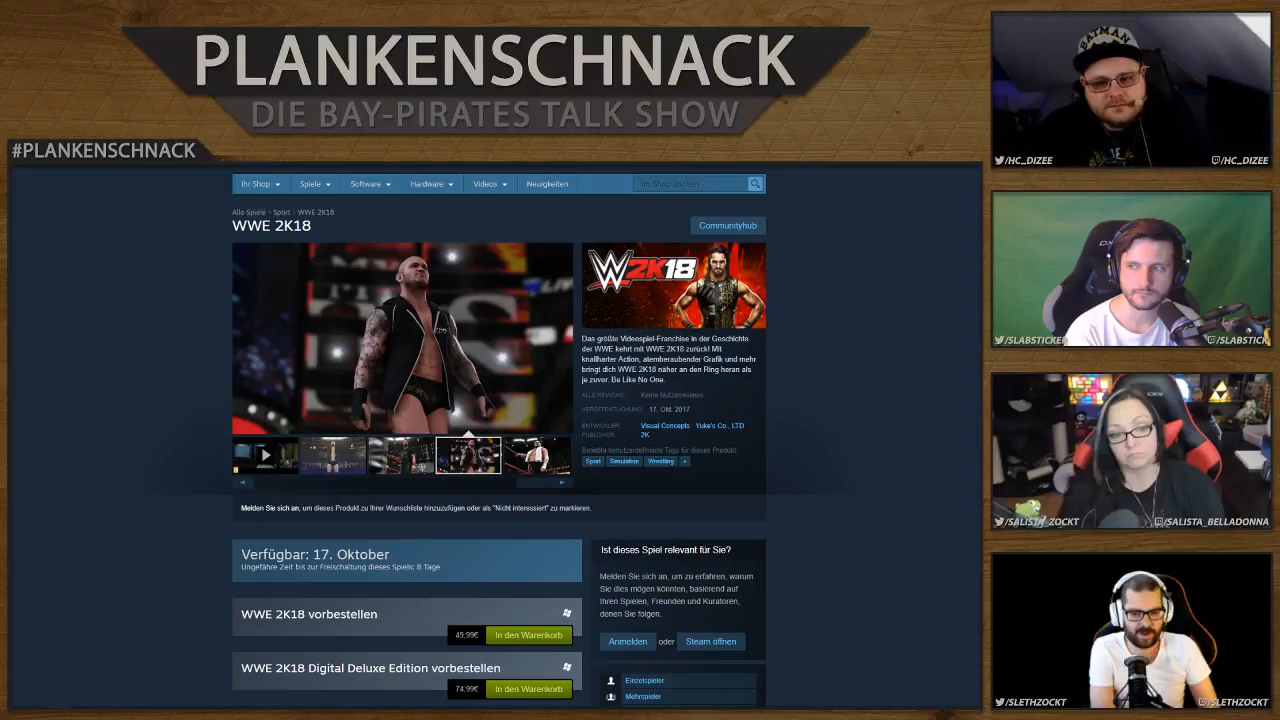 PLANKENSCHNACK
DIE BAY-PIRATES TALK SHOW
#PLANKENSCHNACK
Ihr Shop
Spiele
Software
Hardware
Videos
Neuigkeiten
im Shop suchen
Alle Spiele > Sport > WWE 2K18
WWE 2K18
Communityhub
W 2K18
Das größte Videospiel-Franchise in der Geschichte
der WWE kehrt mit WWE 2K18 zurück! Mit
knallharter Action, atemberaubender Grafik und mehr
bringt dich WWE 2K18 näher an den Ring heran als
je zuvor. Be Like No One.
ALLE REVIEWS: Keine Nutzerreviews
VERÖFFENTLICHUNG: 17. Okt. 2017
ENTWICKLER: Visual Concepts Yuke's Co., LTD
PUBLISHER: 2K
Beliebte benutzerdefinierte Tags für dieses Produkt:
Sport Simulation Wrestling +
Melden Sie sich an, um dieses Produkt zu Ihrer Wunschliste hinzuzufügen oder als "Nicht interessiert" zu markieren.
Verfügbar: 17. Oktober
Ungefähre Zeit bis zur Freischaltung dieses Spiels: 8 Tage
WWE 2K18 vorbestellen
49,99€ In den Warenkorb
WWE 2K18 Digital Deluxe Edition vorbestellen
74,99€ In den Warenkorb
Ist dieses Spiel relevant für Sie?
Melden Sie sich an, um zu erfahren, warum
Sie dies mögen könnten, basierend auf
Ihren Spielen, Freunden und Kuratoren,
denen Sie folgen.
Anmelden oder Steam öffnen
Einzelspieler
Mehrspieler
BATMAN
/HC_DIZEE /HC_DIZEE
/SLABSTICKER /SLABSTICK
/SALISTA_ZOCKT /SALISTA_BELLADONNA
/SLETHZOCKT /SLETHZOCKT